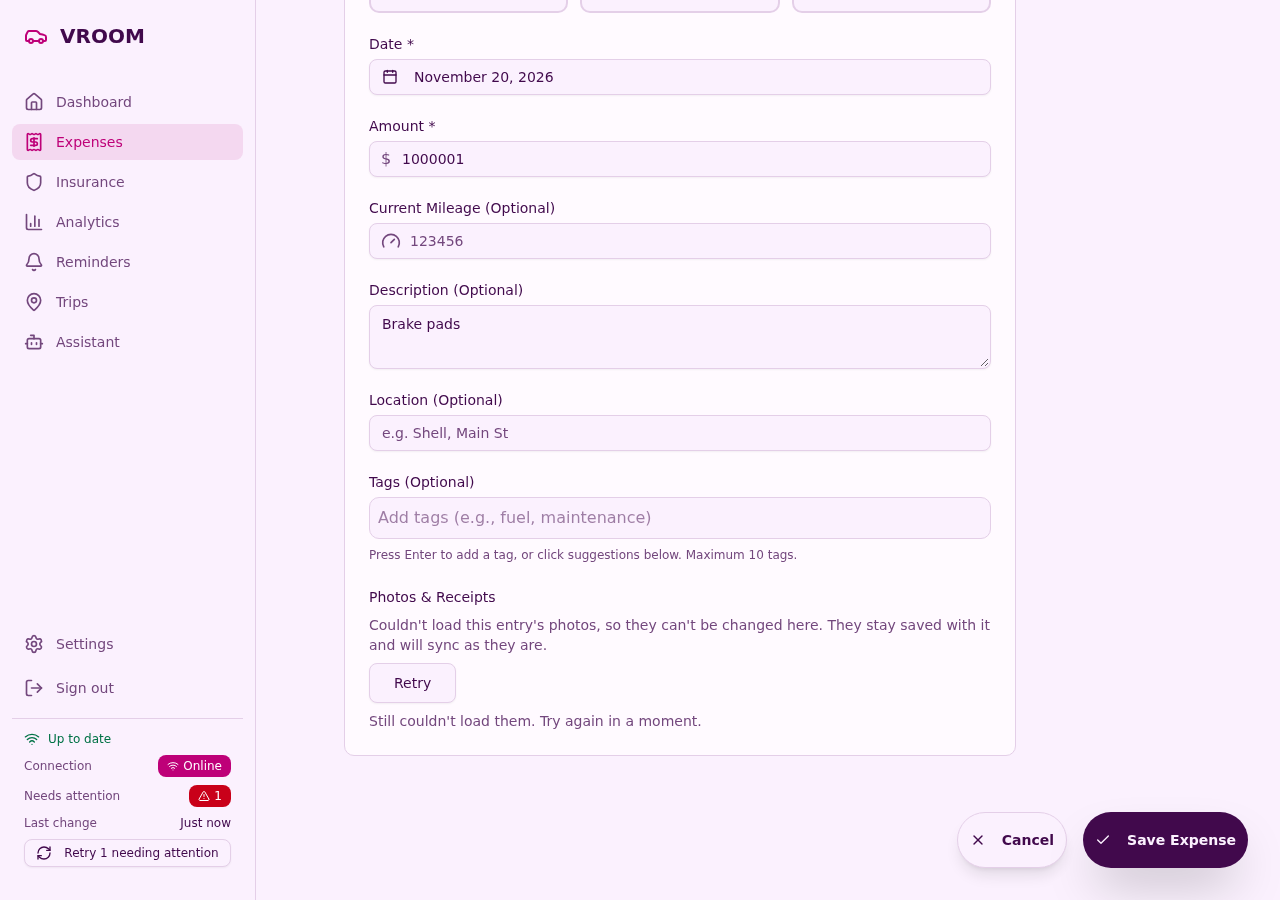 VROOM
Dashboard
Expenses
Insurance
Analytics
Reminders
Trips
Assistant
Settings
Sign out
Up to date
Connection
Online
Needs attention
1
Last change
Just now
Retry 1 needing attention
Date *
November 20, 2026
Amount *
$ 1000001
Current Mileage (Optional)
123456
Description (Optional)
Brake pads
Location (Optional)
e.g. Shell, Main St
Tags (Optional)
Add tags (e.g., fuel, maintenance)
Press Enter to add a tag, or click suggestions below. Maximum 10 tags.
Photos & Receipts
Couldn't load this entry's photos, so they can't be changed here. They stay saved with it
and will sync as they are.
Retry
Still couldn't load them. Try again in a moment.
Cancel
Save Expense